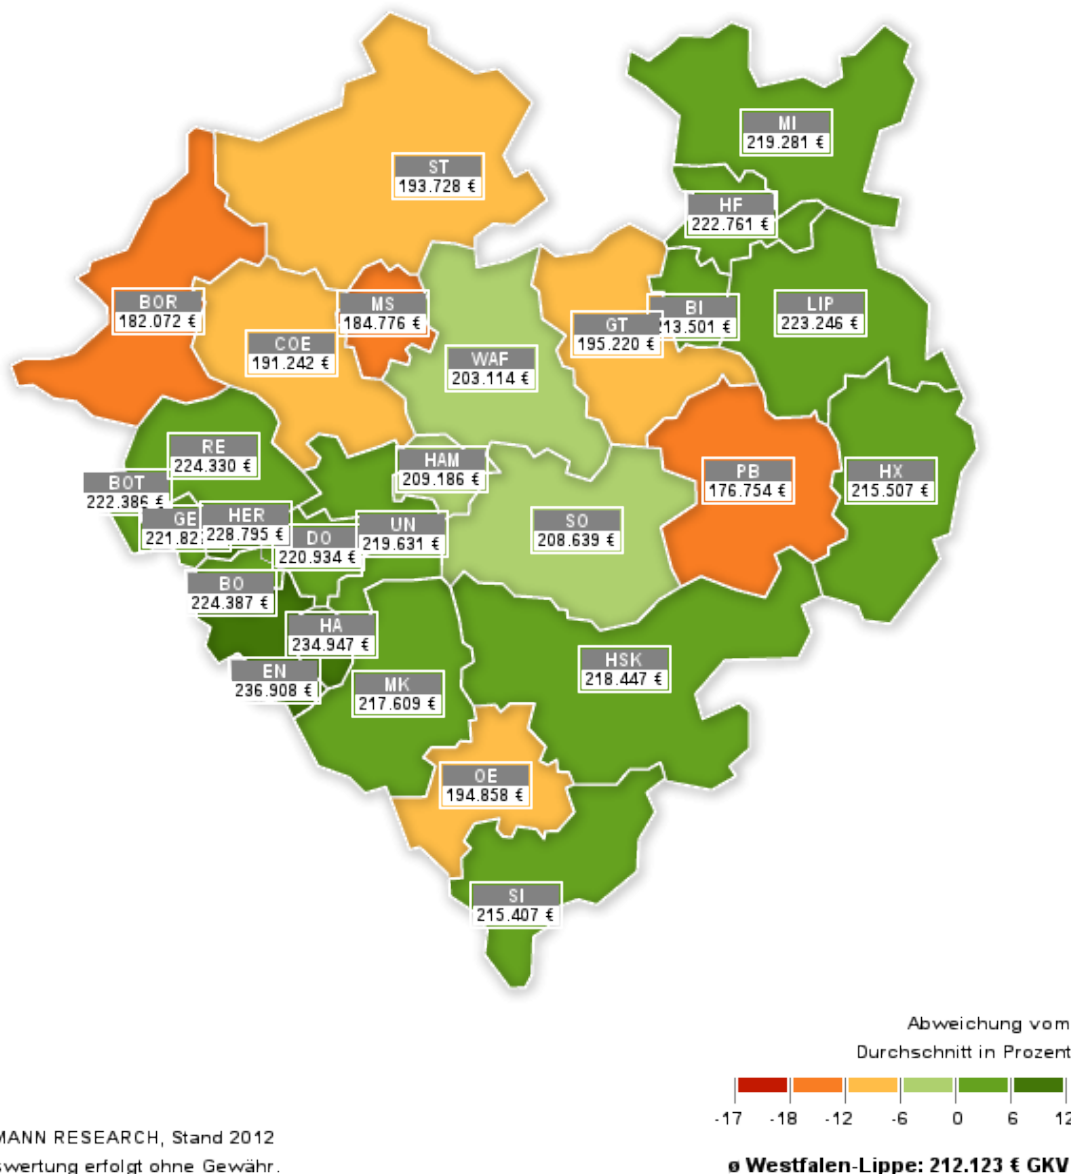 MI
219.281 €
ST
193.728 €
HF
222.761 €
BOR
182.072 €
MS
184.776 €
BI
13.501 €
LIP
223.246 €
GT
195.220 €
COE
191.242 €
WAF
203.114 €
RE
224.330 €
HAM
209.186 €
PB
176.754 €
HX
215.507 €
BOT
222.386 €
GE
221.82
HER
228.795 €
UN
219.631 €
SO
208.639 €
DO
220.934 €
BO
224.387 €
HA
234.947 €
EN
236.908 €
MK
217.609 €
HSK
218.447 €
OE
194.858 €
SI
215.407 €
Abweichung vom
Durchschnitt in Prozent
-17 -18 -12 -6 0 6 12
MANN RESEARCH, Stand 2012
swertung erfolgt ohne Gewähr.
ø Westfalen-Lippe: 212.123 € GKV